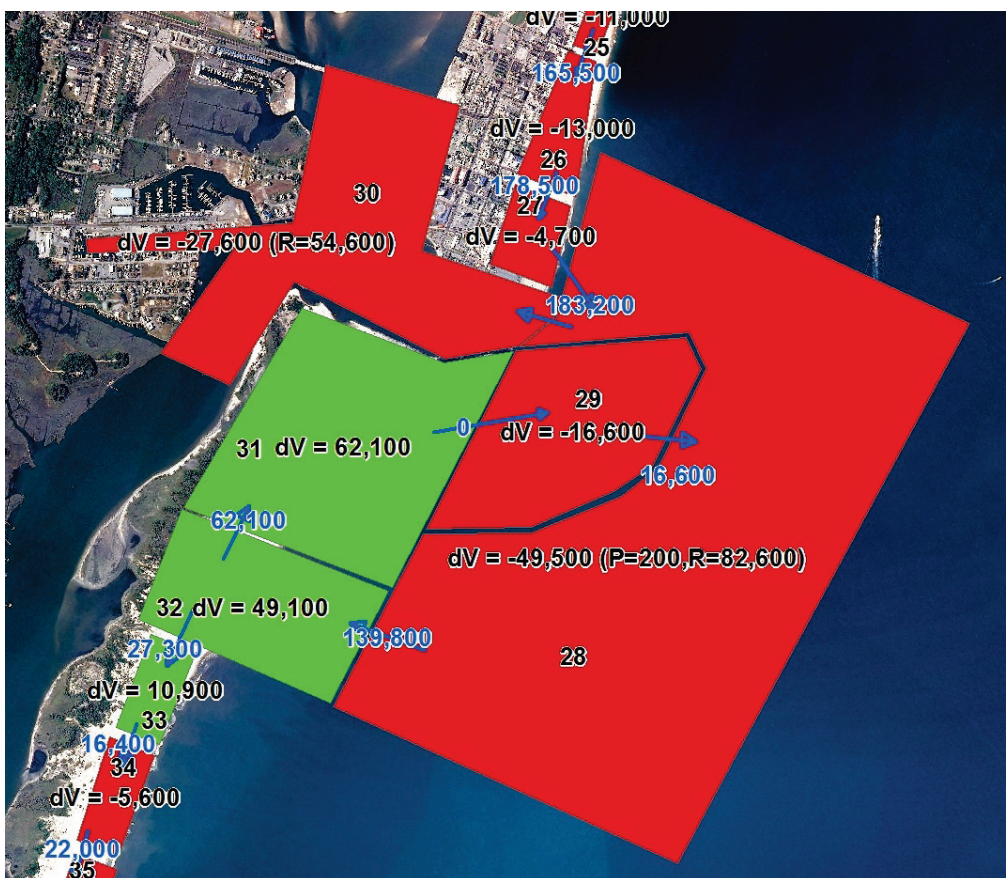 dV = -11,000
25
165,500
dV = -13,000
26
178,500
27
dV = -4,700
183,200
30
dV = -27,600 (R=54,600)
29
dV = -16,600
0
16,600
31 dV = 62,100
62,100
dV = -49,500 (P=200,R=82,600)
28
32 dV = 49,100
139,800
27,300
dV = 10,900
33
16,400
34
dV = -5,600
22,000
35